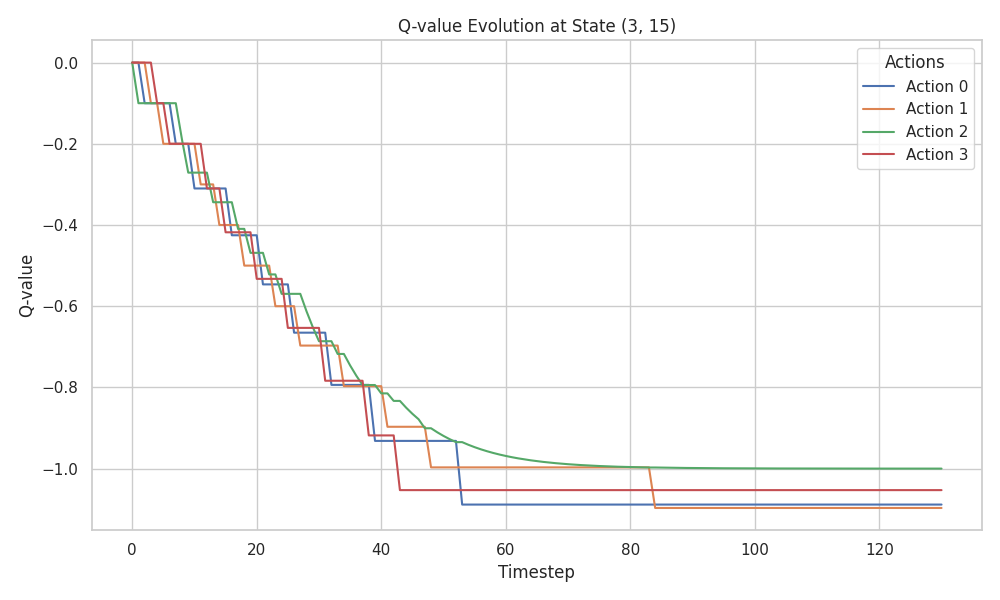 Q-value Evolution at State (3, 15)
Actions
Action 0
Action 1
Action 2
Action 3
Q-value
0.0
−0.2
−0.4
−0.6
−0.8
−1.0
0 20 40 60 80 100 120
Timestep